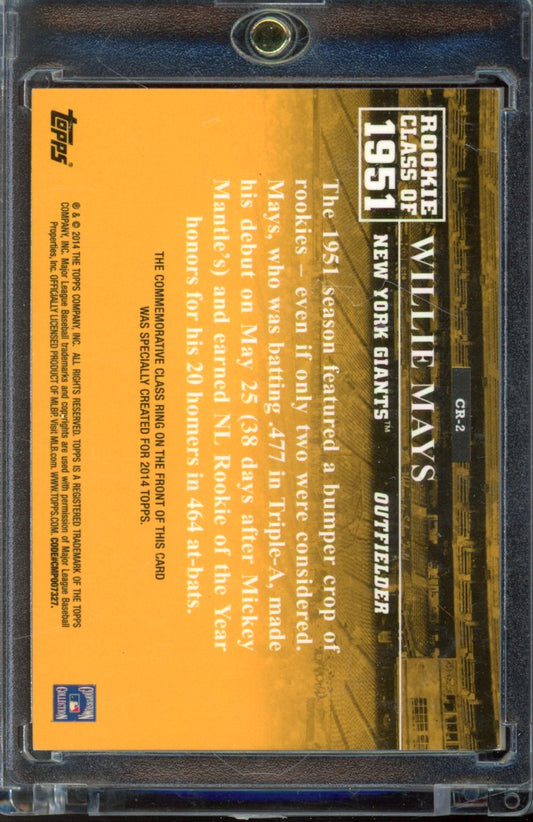 CR-2
ROOKIE
CLASS OF
1951
WILLIE MAYS
NEW YORK GIANTS™ OUTFIELDER
The 1951 season featured a bumper crop of
rookies – even if only two were considered.
Mays, who was batting .477 in Triple-A, made
his debut on May 25 (38 days after Mickey
Mantle's) and earned NL Rookie of the Year
honors for his 20 homers in 464 at-bats.
THE COMMEMORATIVE CLASS RING ON THE FRONT OF THIS CARD
WAS SPECIALLY CREATED FOR 2014 TOPPS.
topps®
® & © 2014 THE TOPPS COMPANY, INC. ALL RIGHTS RESERVED. TOPPS IS A REGISTERED TRADEMARK OF THE TOPPS
COMPANY, INC. Major League Baseball trademarks and copyrights are used with permission of Major League Baseball
Properties, Inc. OFFICIALLY LICENSED PRODUCT OF MLBP. Visit MLB.com. WWW.TOPPS.COM. CODE#CMP007327.
COOPERSTOWN
COLLECTION